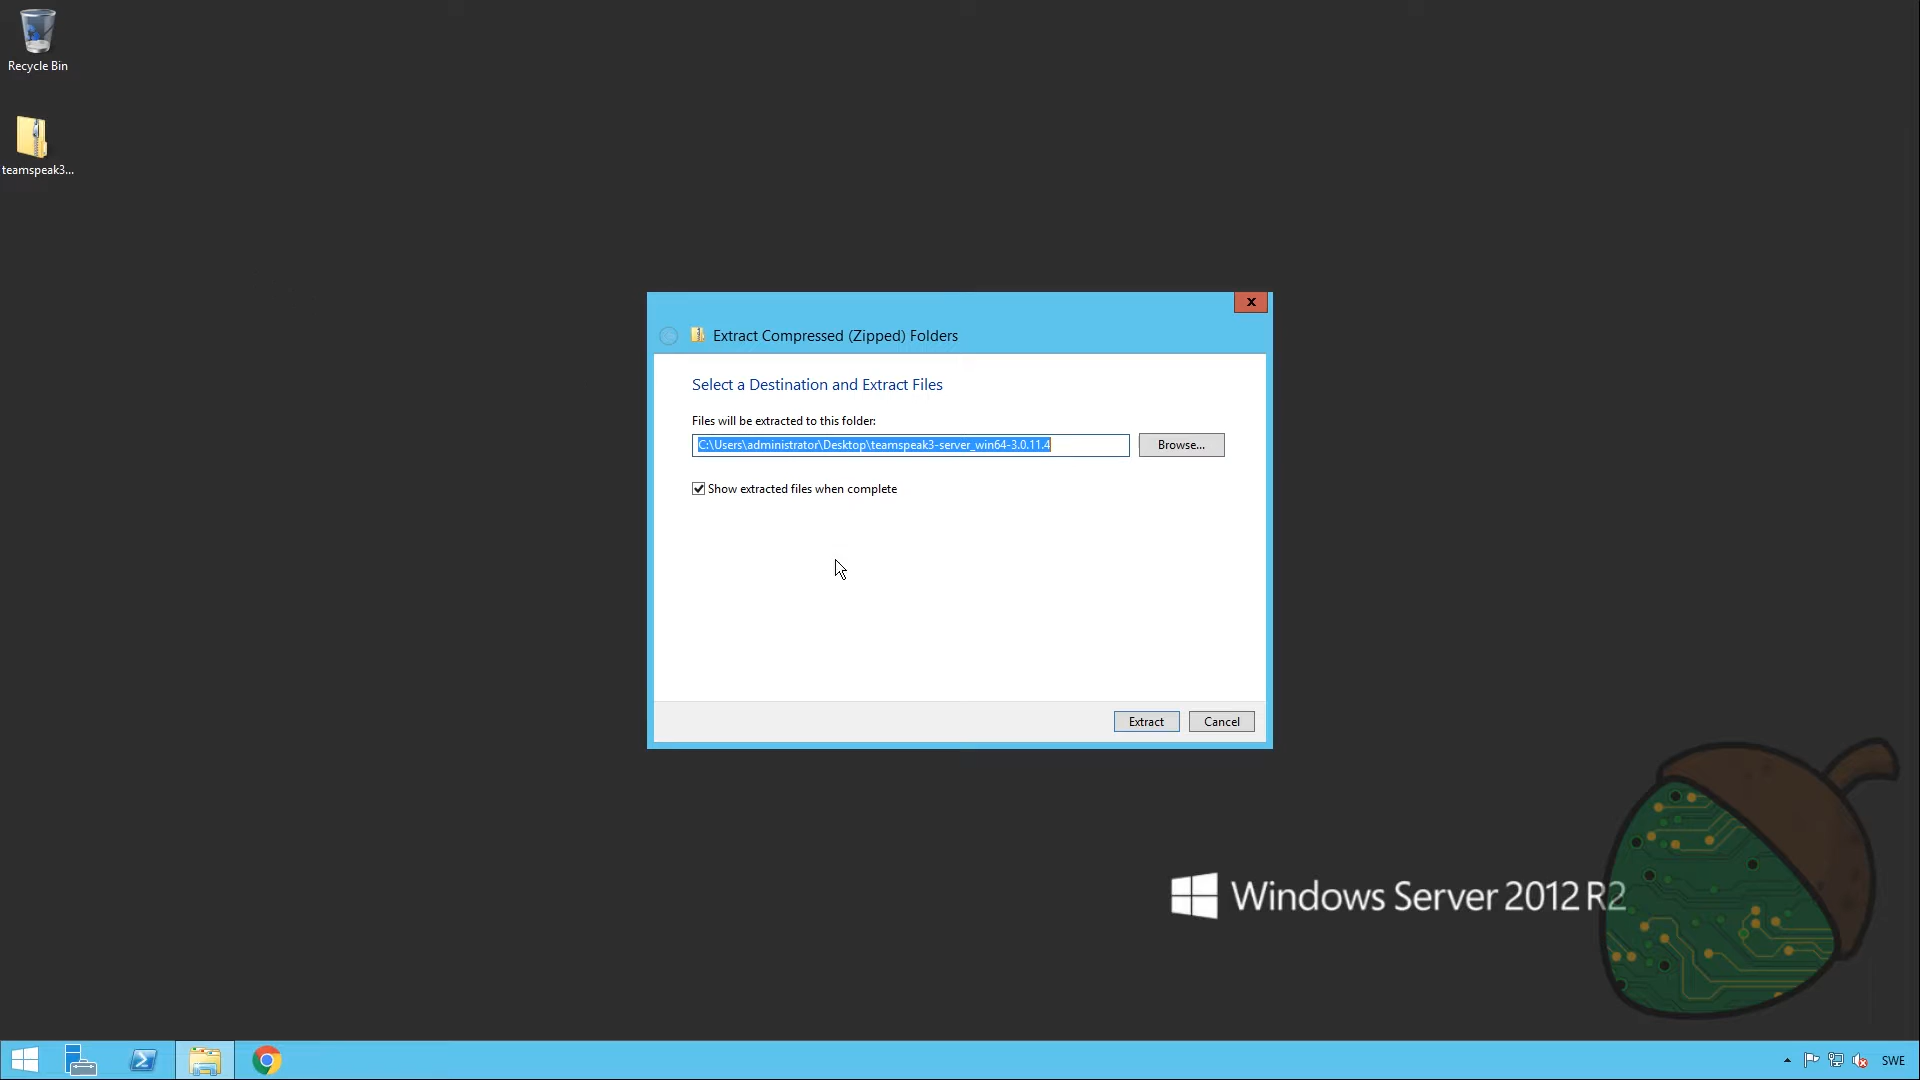 Recycle Bin
teamspeak3...
x
Extract Compressed (Zipped) Folders
Select a Destination and Extract Files
Files will be extracted to this folder:
C:\Users\administrator\Desktop\teamspeak3-server_win64-3.0.11.4
Browse...
Show extracted files when complete
Extract
Cancel
Windows Server 2012 R2
SWE